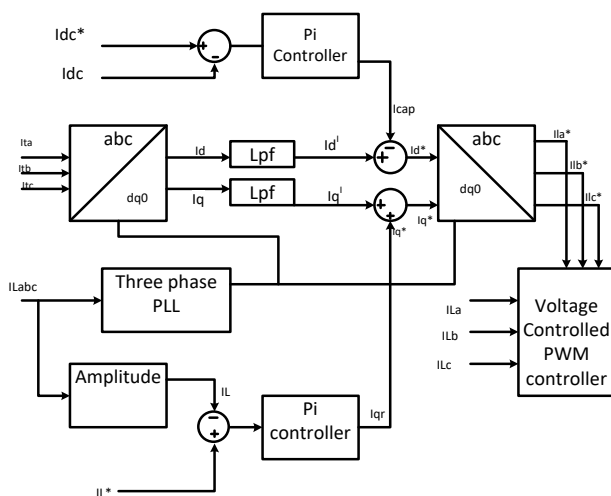 Idc*
Idc
+
-
Pi
Controller
Icap
Ita
Itb
Itc
abc
dq0
Id
Lpf
Id^l
+
-
Id*
Iq
Lpf
Iq^l
+
+
Iq*
Iq*
abc
dq0
Ila*
Ilb*
Ilc*
ILabc
Three phase
PLL
ILa
ILb
ILc
Voltage
Controlled
PWM
controller
Amplitude
IL
-
+
Pi
controller
Iqr
IL*